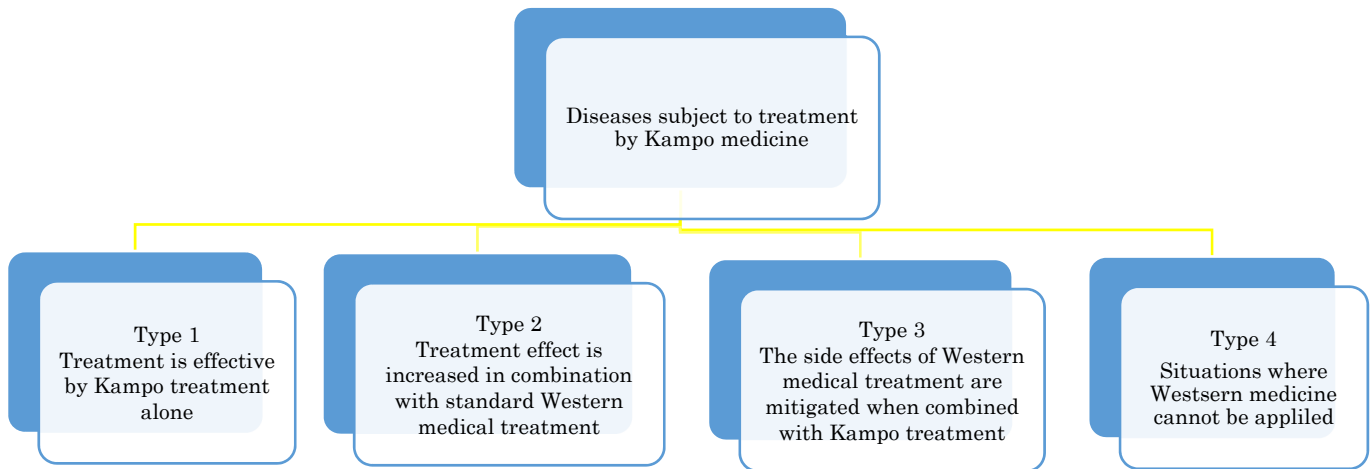 Diseases subject to treatment
by Kampo medicine
Type 1
Treatment is effective
by Kampo treatment
alone
Type 2
Treatment effect is
increased in combination
with standard Western
medical treatment
Type 3
The side effects of Western
medical treatment are
mitigated when combined
with Kampo treatment
Type 4
Situations where
Westsern medicine
cannot be appliled